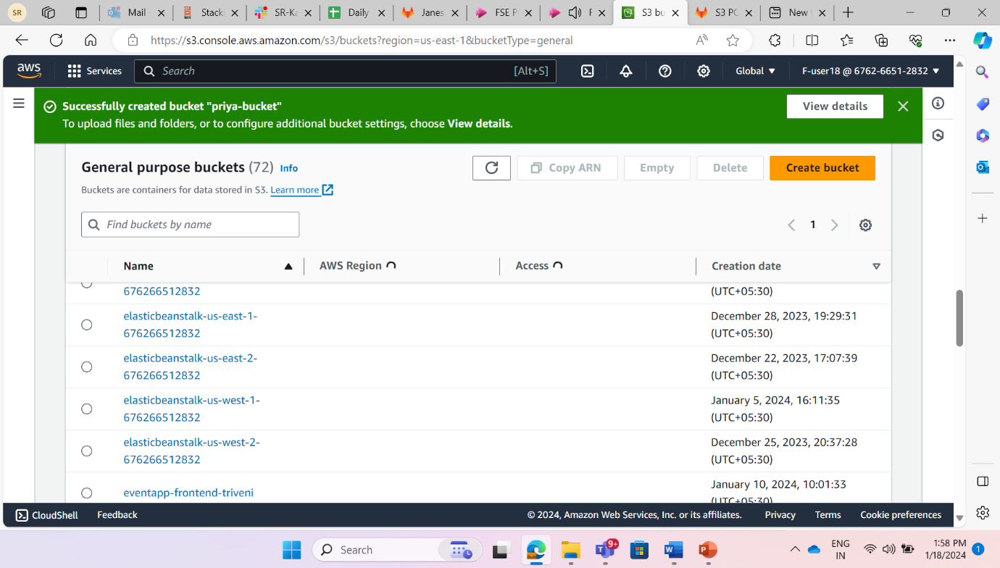 SR
Mail
Stack
SR-Ka
Daily
Janes
FSE P
F
S3 bu
S3 PC
New
https://s3.console.aws.amazon.com/s3/buckets?region=us-east-1&bucketType=general
aws
Services
Search
[Alt+S]
Global
F-user18 @ 6762-6651-2832
Successfully created bucket "priya-bucket"
To upload files and folders, or to configure additional bucket settings, choose View details.
View details
General purpose buckets (72) Info
Buckets are containers for data stored in S3. Learn more
Copy ARN
Empty
Delete
Create bucket
Find buckets by name
1
Name
AWS Region
Access
Creation date
676266512832
(UTC+05:30)
elasticbeanstalk-us-east-1-
676266512832
December 28, 2023, 19:29:31
(UTC+05:30)
elasticbeanstalk-us-east-2-
676266512832
December 22, 2023, 17:07:39
(UTC+05:30)
elasticbeanstalk-us-west-1-
676266512832
January 5, 2024, 16:11:35
(UTC+05:30)
elasticbeanstalk-us-west-2-
676266512832
December 25, 2023, 20:37:28
(UTC+05:30)
eventapp-frontend-triveni
January 10, 2024, 10:01:33
(UTC+05:30)
CloudShell
Feedback
© 2024, Amazon Web Services, Inc. or its affiliates.
Privacy
Terms
Cookie preferences
Search
9+
ENG
IN
1:58 PM
1/18/2024
1